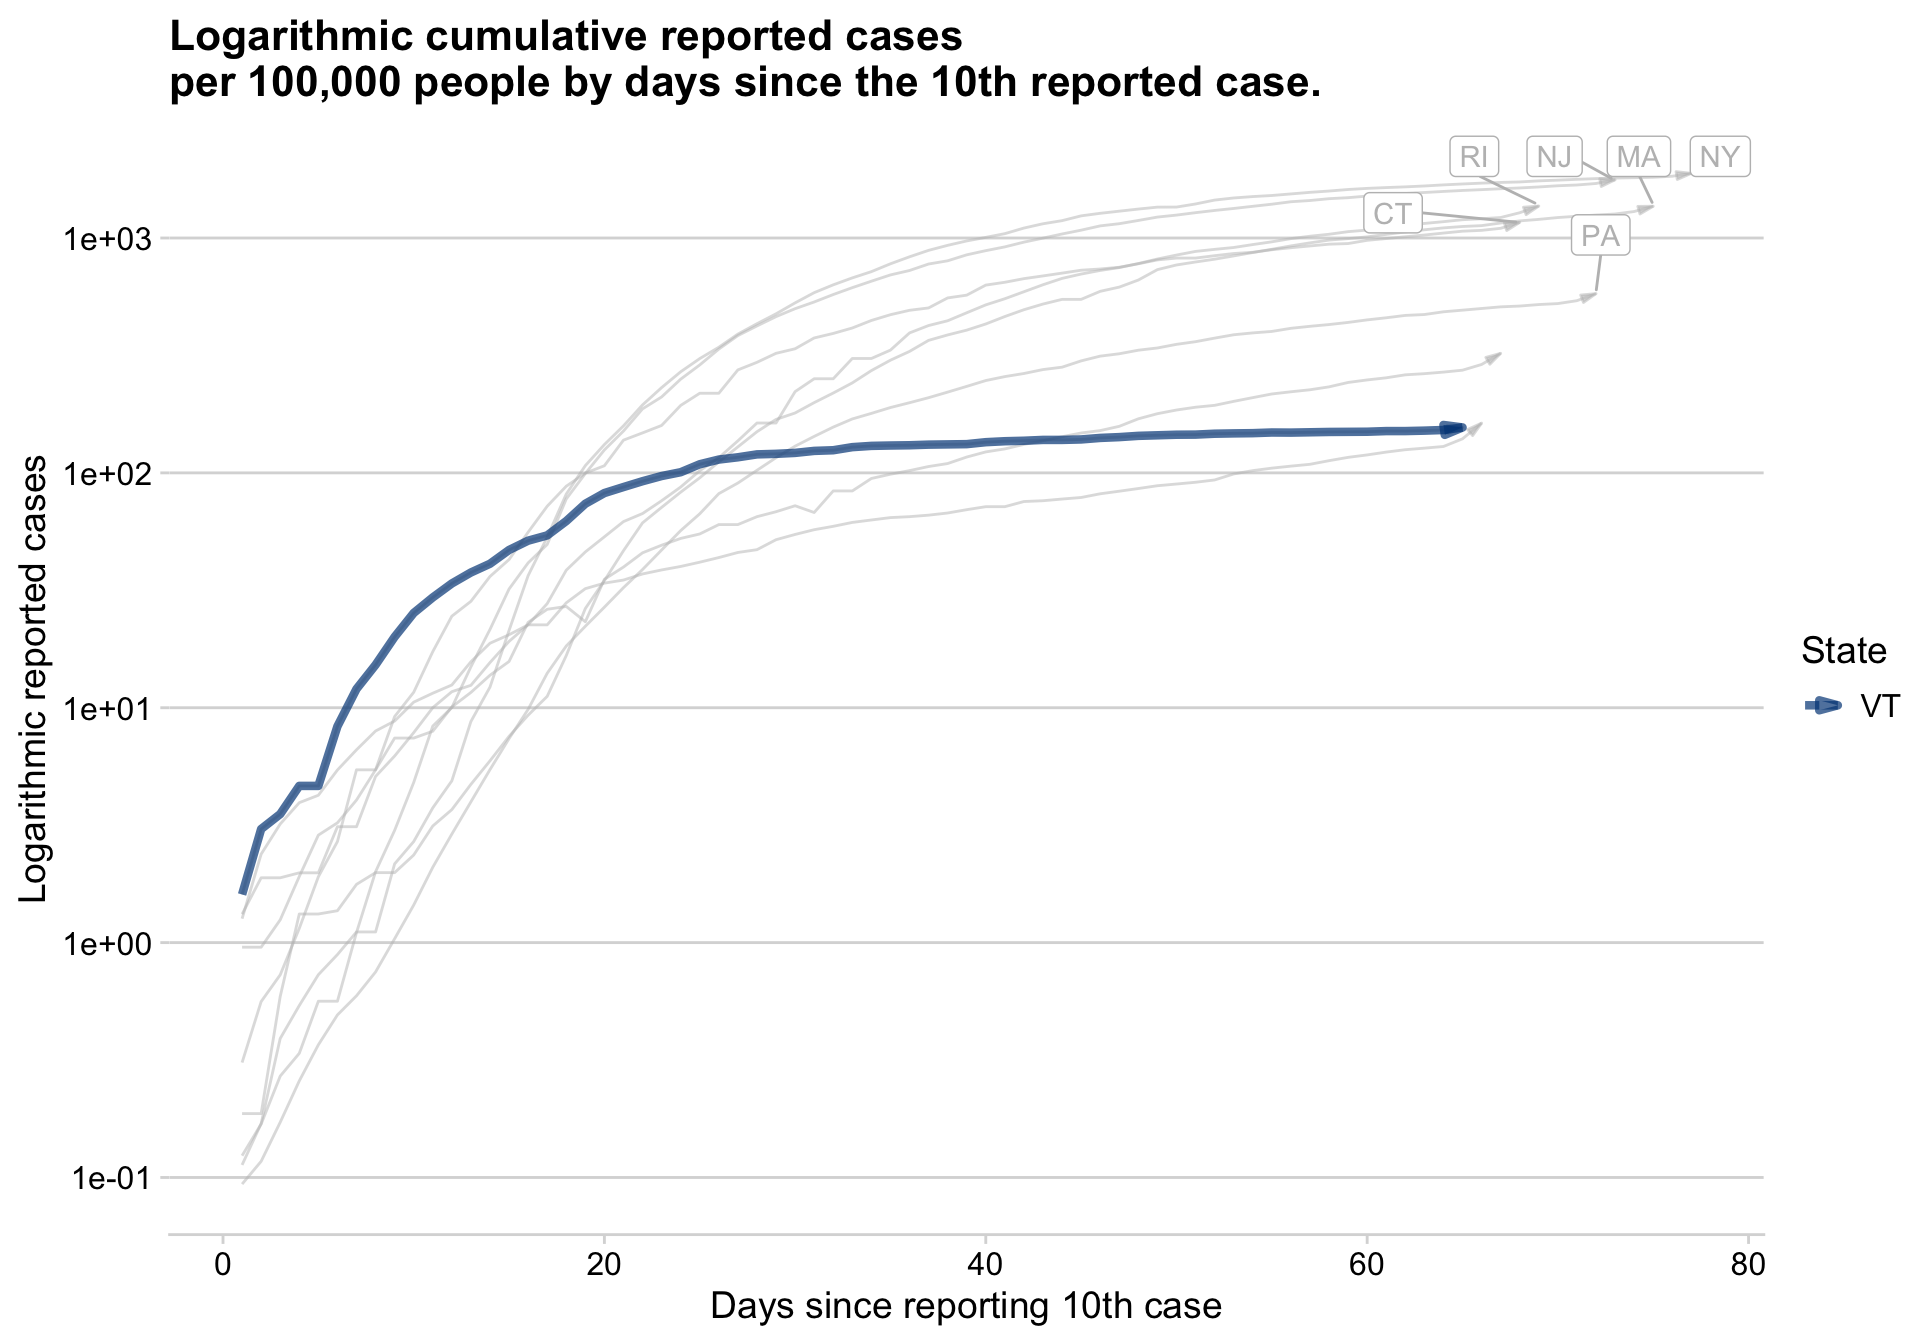 Logarithmic cumulative reported cases
per 100,000 people by days since the 10th reported case.
RI
NJ
MA
NY
CT
PA
1e+03
1e+02
1e+01
1e+00
1e-01
Logarithmic reported cases
State
VT
0
20
40
60
80
Days since reporting 10th case